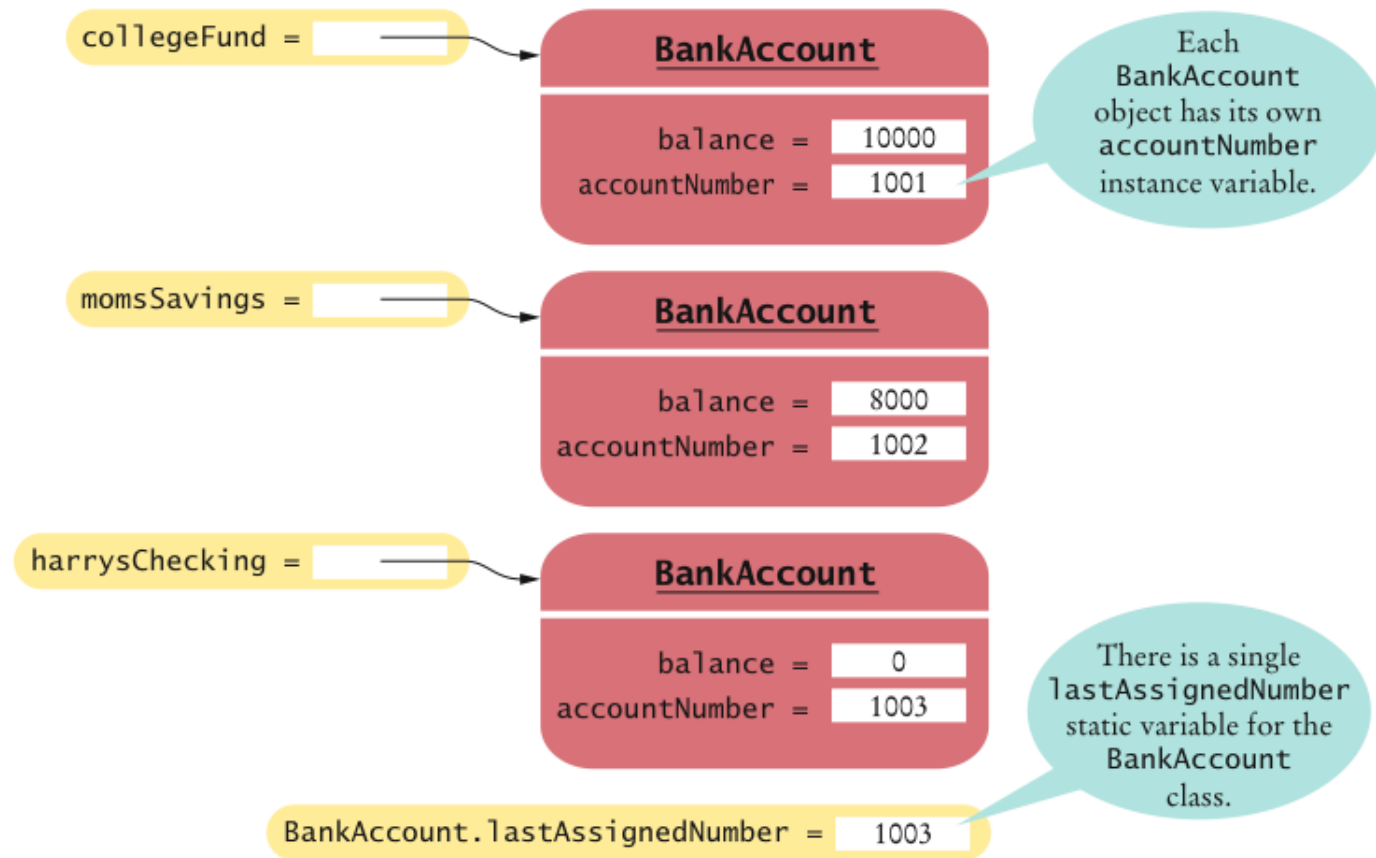 collegeFund =
BankAccount
balance = 10000
accountNumber = 1001
Each
BankAccount
object has its own
accountNumber
instance variable.
momsSavings =
BankAccount
balance = 8000
accountNumber = 1002
harrysChecking =
BankAccount
balance = 0
accountNumber = 1003
There is a single
lastAssignedNumber
static variable for the
BankAccount
class.
BankAccount.lastAssignedNumber = 1003